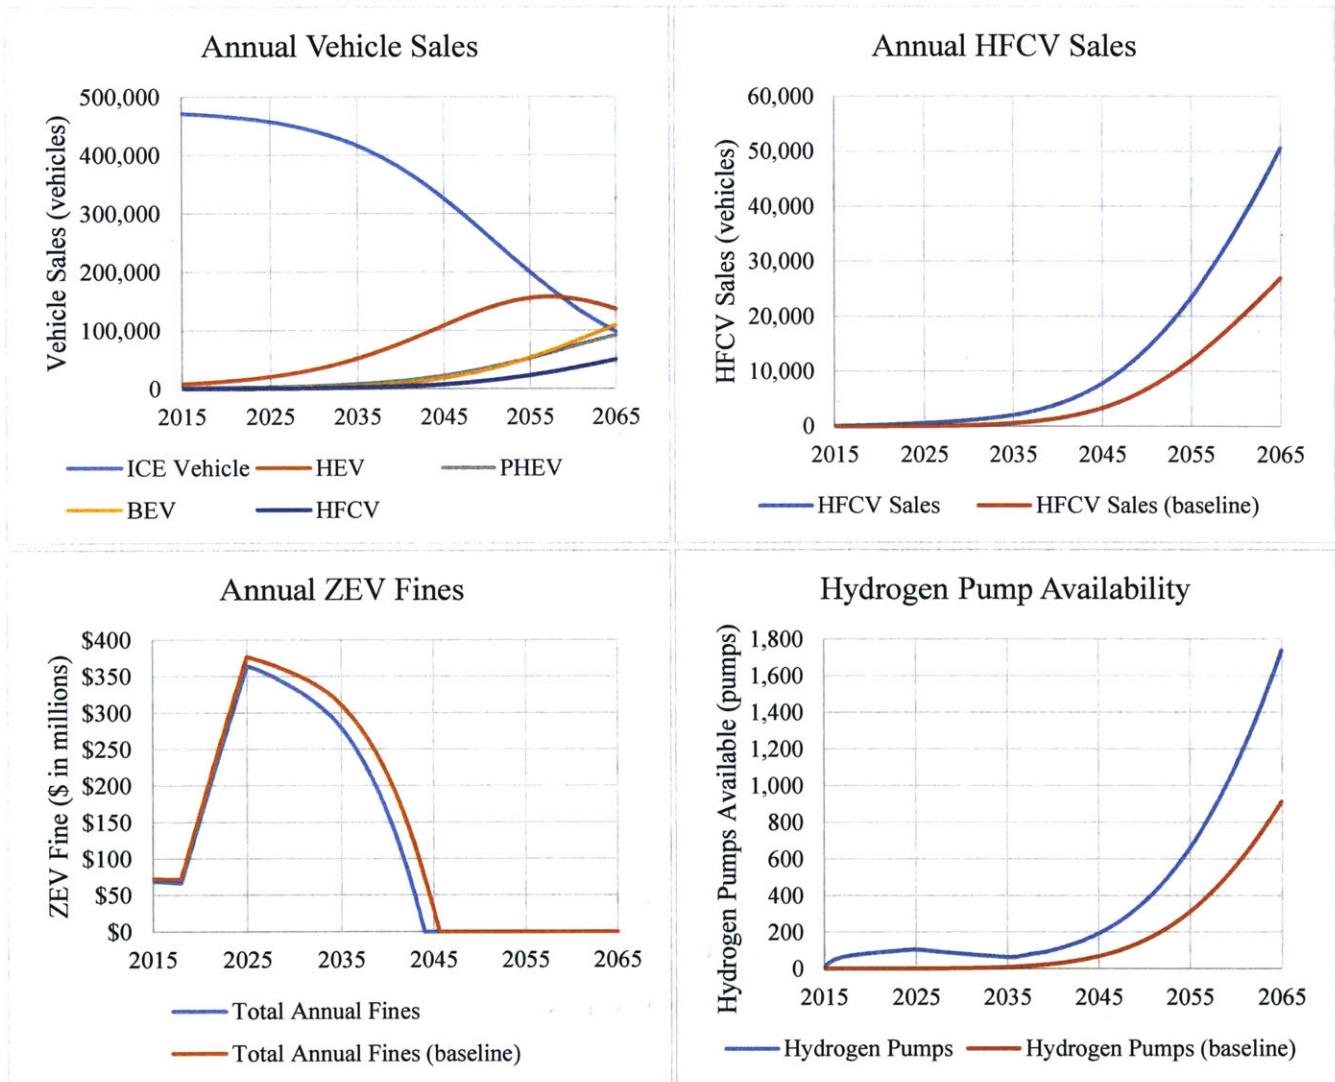 Annual Vehicle Sales
Vehicle Sales (vehicles)
500,000
400,000
300,000
200,000
100,000
0
2015 2025 2035 2045 2055 2065
ICE Vehicle HEV PHEV
BEV HFCV
Annual HFCV Sales
HFCV Sales (vehicles)
60,000
50,000
40,000
30,000
20,000
10,000
0
2015 2025 2035 2045 2055 2065
HFCV Sales HFCV Sales (baseline)
Annual ZEV Fines
ZEV Fine ($ in millions)
$400
$350
$300
$250
$200
$150
$100
$50
$0
2015 2025 2035 2045 2055 2065
Total Annual Fines
Total Annual Fines (baseline)
Hydrogen Pump Availability
Hydrogen Pumps Available (pumps)
1,800
1,600
1,400
1,200
1,000
800
600
400
200
0
2015 2025 2035 2045 2055 2065
Hydrogen Pumps Hydrogen Pumps (baseline)